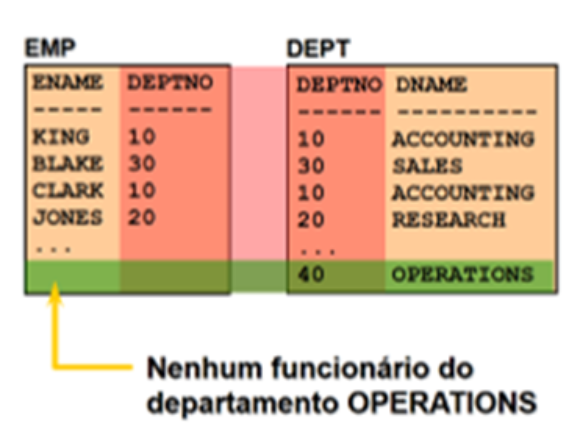 EMP
ENAME DEPTNO
----- ------
KING 10
BLAKE 30
CLARK 10
JONES 20
...
DEPT
DEPTNO DNAME
------ ----------
10 ACCOUNTING
30 SALES
10 ACCOUNTING
20 RESEARCH
...
40 OPERATIONS
Nenhum funcionário do
departamento OPERATIONS